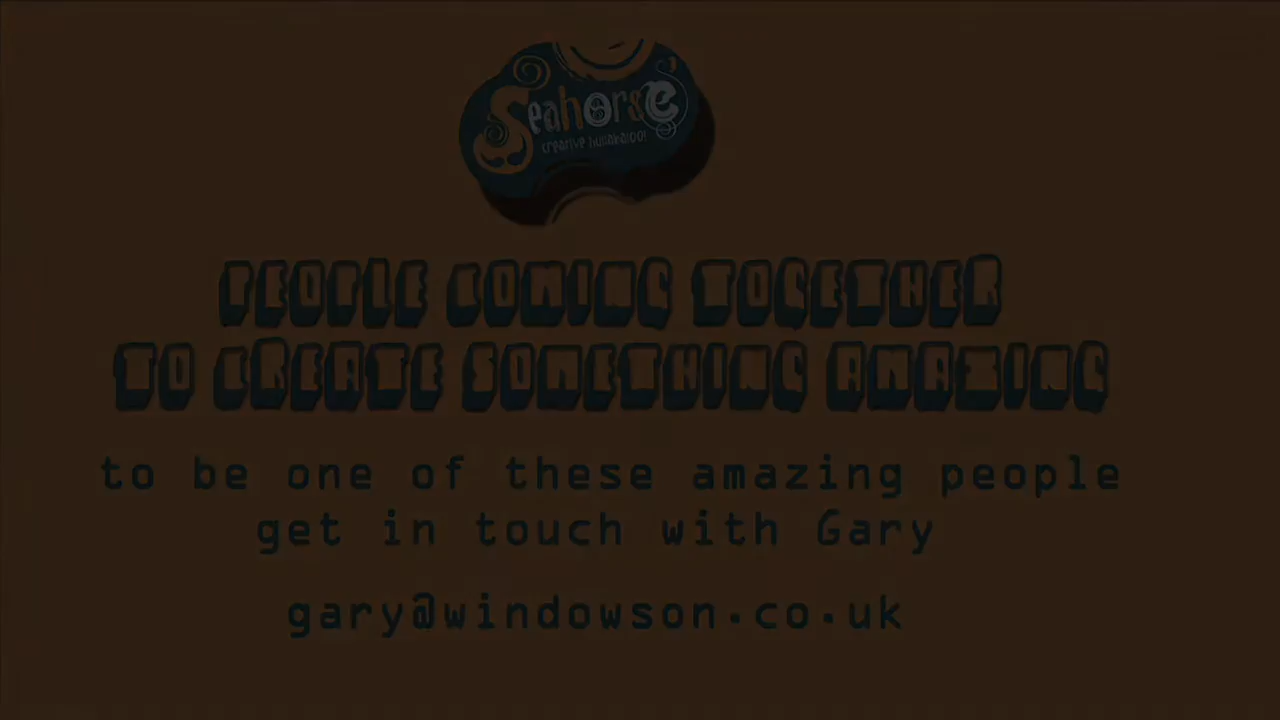 Seahorse
creative hullabaloo!
PEOPLE COMING TOGETHER
TO CREATE SOMETHING AMAZING
to be one of these amazing people
get in touch with Gary
gary@windowson.co.uk